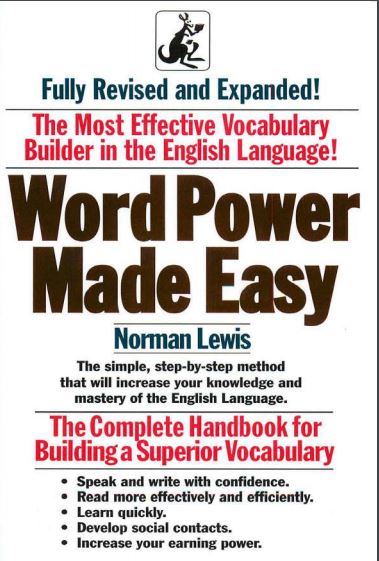 Fully Revised and Expanded!
The Most Effective Vocabulary
Builder in the English Language!
Word Power
Made Easy
Norman Lewis
The simple, step-by-step method
that will increase your knowledge and
mastery of the English Language.
The Complete Handbook for
Building a Superior Vocabulary
• Speak and write with confidence.
• Read more effectively and efficiently.
• Learn quickly.
• Develop social contacts.
• Increase your earning power.